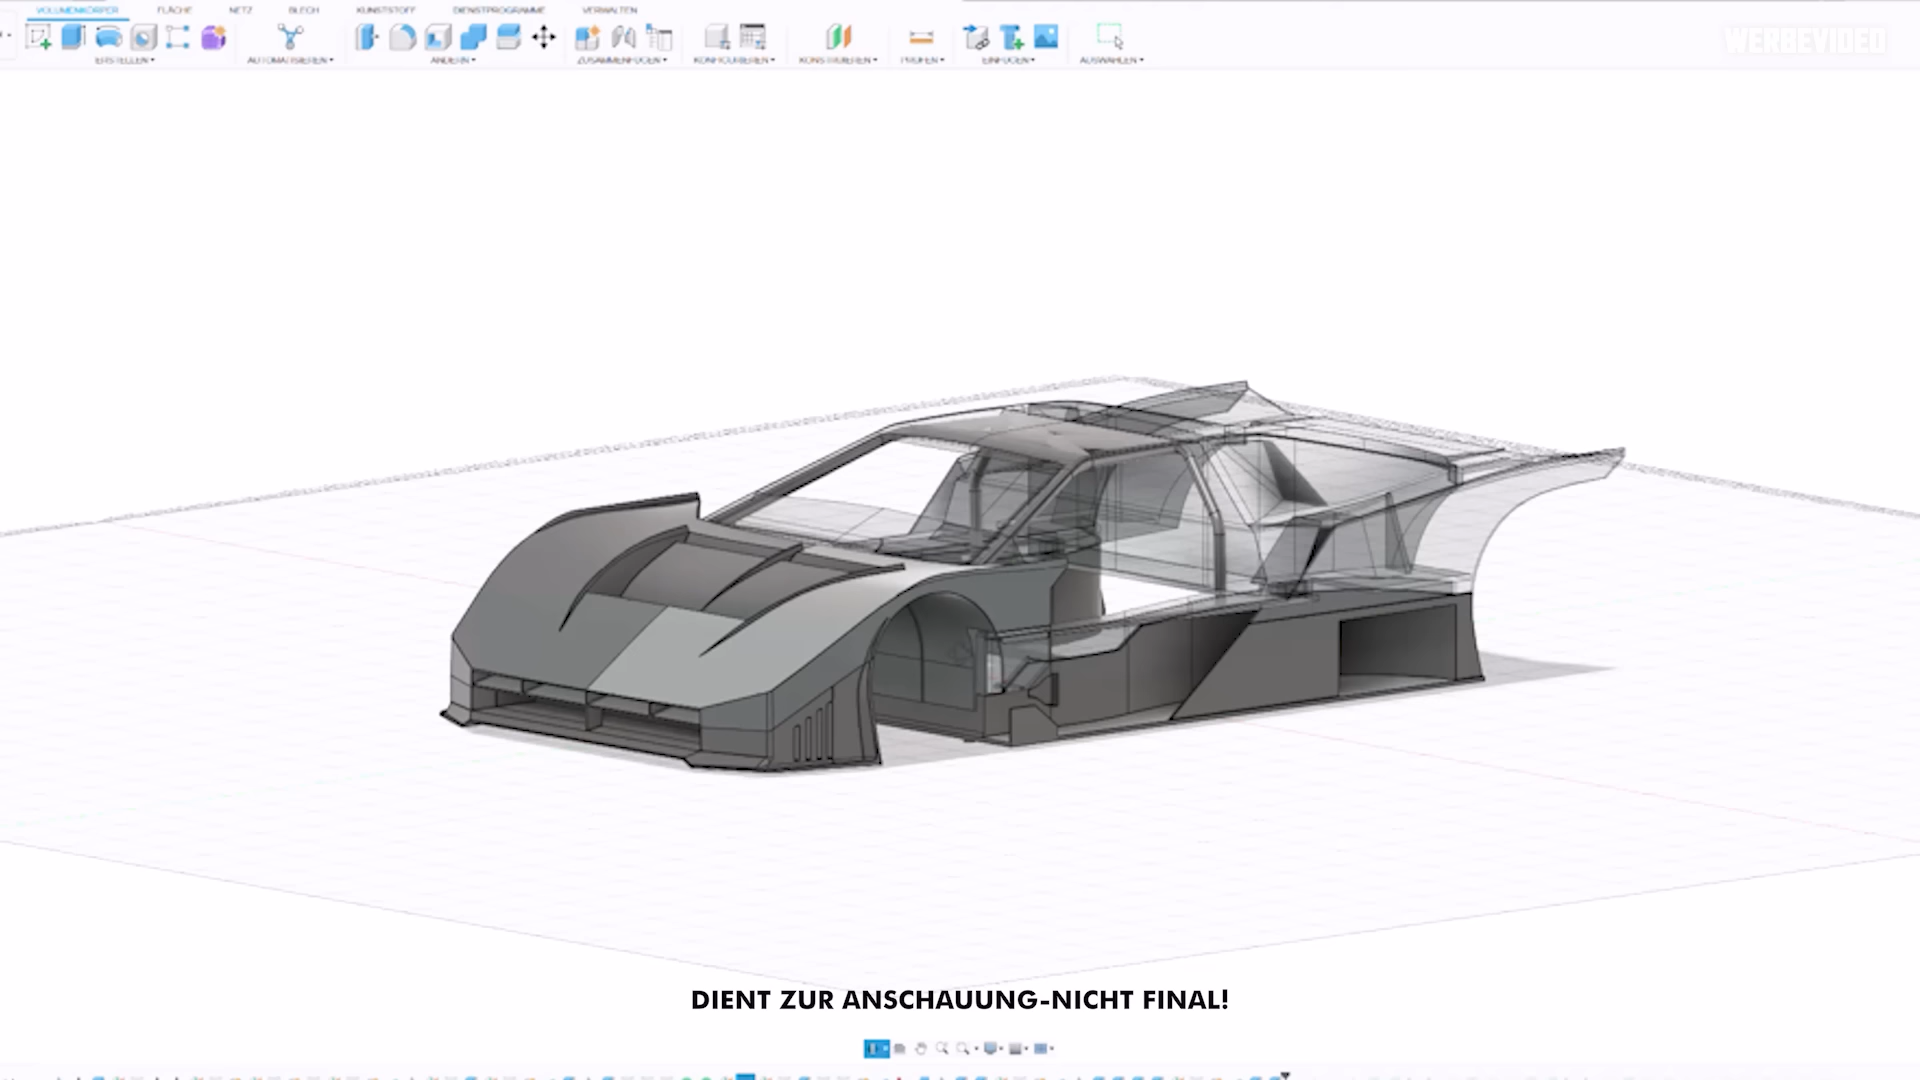 VOLUMENKÖRPER FLÄCHE NETZ BLECH KUNSTSTOFF DIENSTPROGRAMME VERWALTEN
WERBEVIDEO
ERSTELLEN AUTOMATISIEREN ÄNDERN ZUSAMMENFÜGEN KONFIGURIEREN KONSTRUIEREN PRÜFEN EINFÜGEN AUSWÄHLEN
DIENT ZUR ANSCHAUUNG-NICHT FINAL!